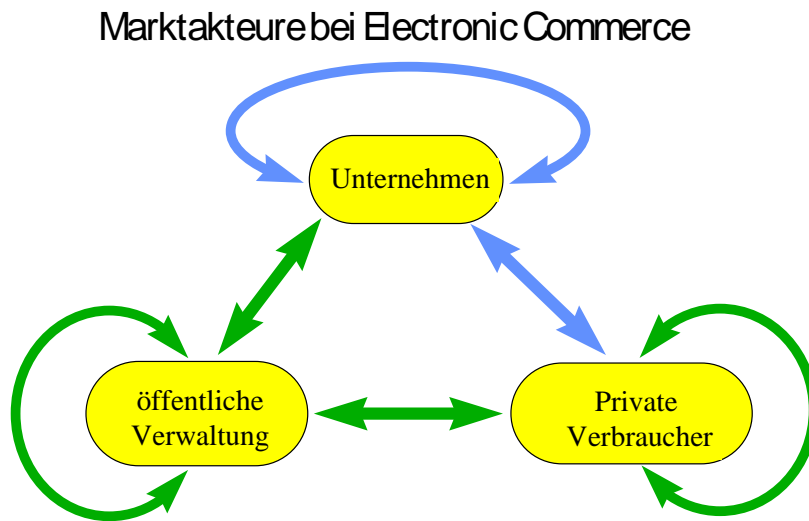 Marktakteure bei Electronic Commerce
Unternehmen
öffentliche
Verwaltung
Private
Verbraucher